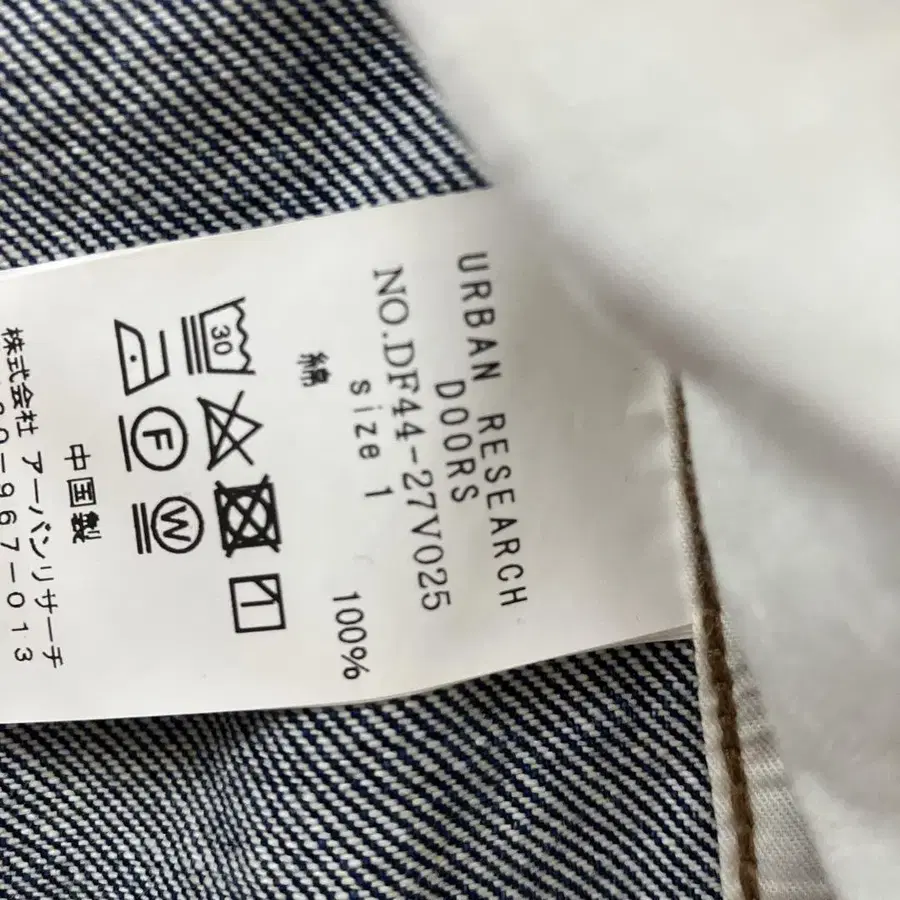 URBAN RESEARCH
DOORS
NO.DF44-27V025
size 1
綿 100%
30
F W
中国製
株式会社 アーバンリサーチ
-967-013